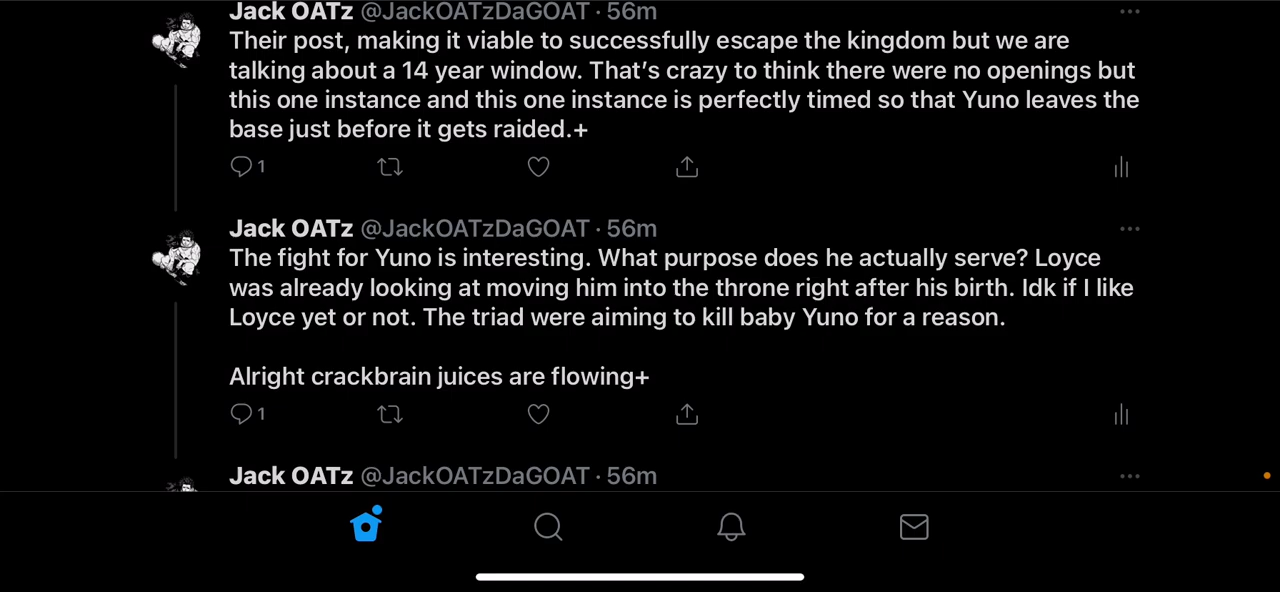 Jack OATz @JackOATzDaGOAT · 56m
Their post, making it viable to successfully escape the kingdom but we are
talking about a 14 year window. That’s crazy to think there were no openings but
this one instance and this one instance is perfectly timed so that Yuno leaves the
base just before it gets raided.+
1
Jack OATz @JackOATzDaGOAT · 56m
The fight for Yuno is interesting. What purpose does he actually serve? Loyce
was already looking at moving him into the throne right after his birth. Idk if I like
Loyce yet or not. The triad were aiming to kill baby Yuno for a reason.
Alright crackbrain juices are flowing+
1
Jack OATz @JackOATzDaGOAT · 56m